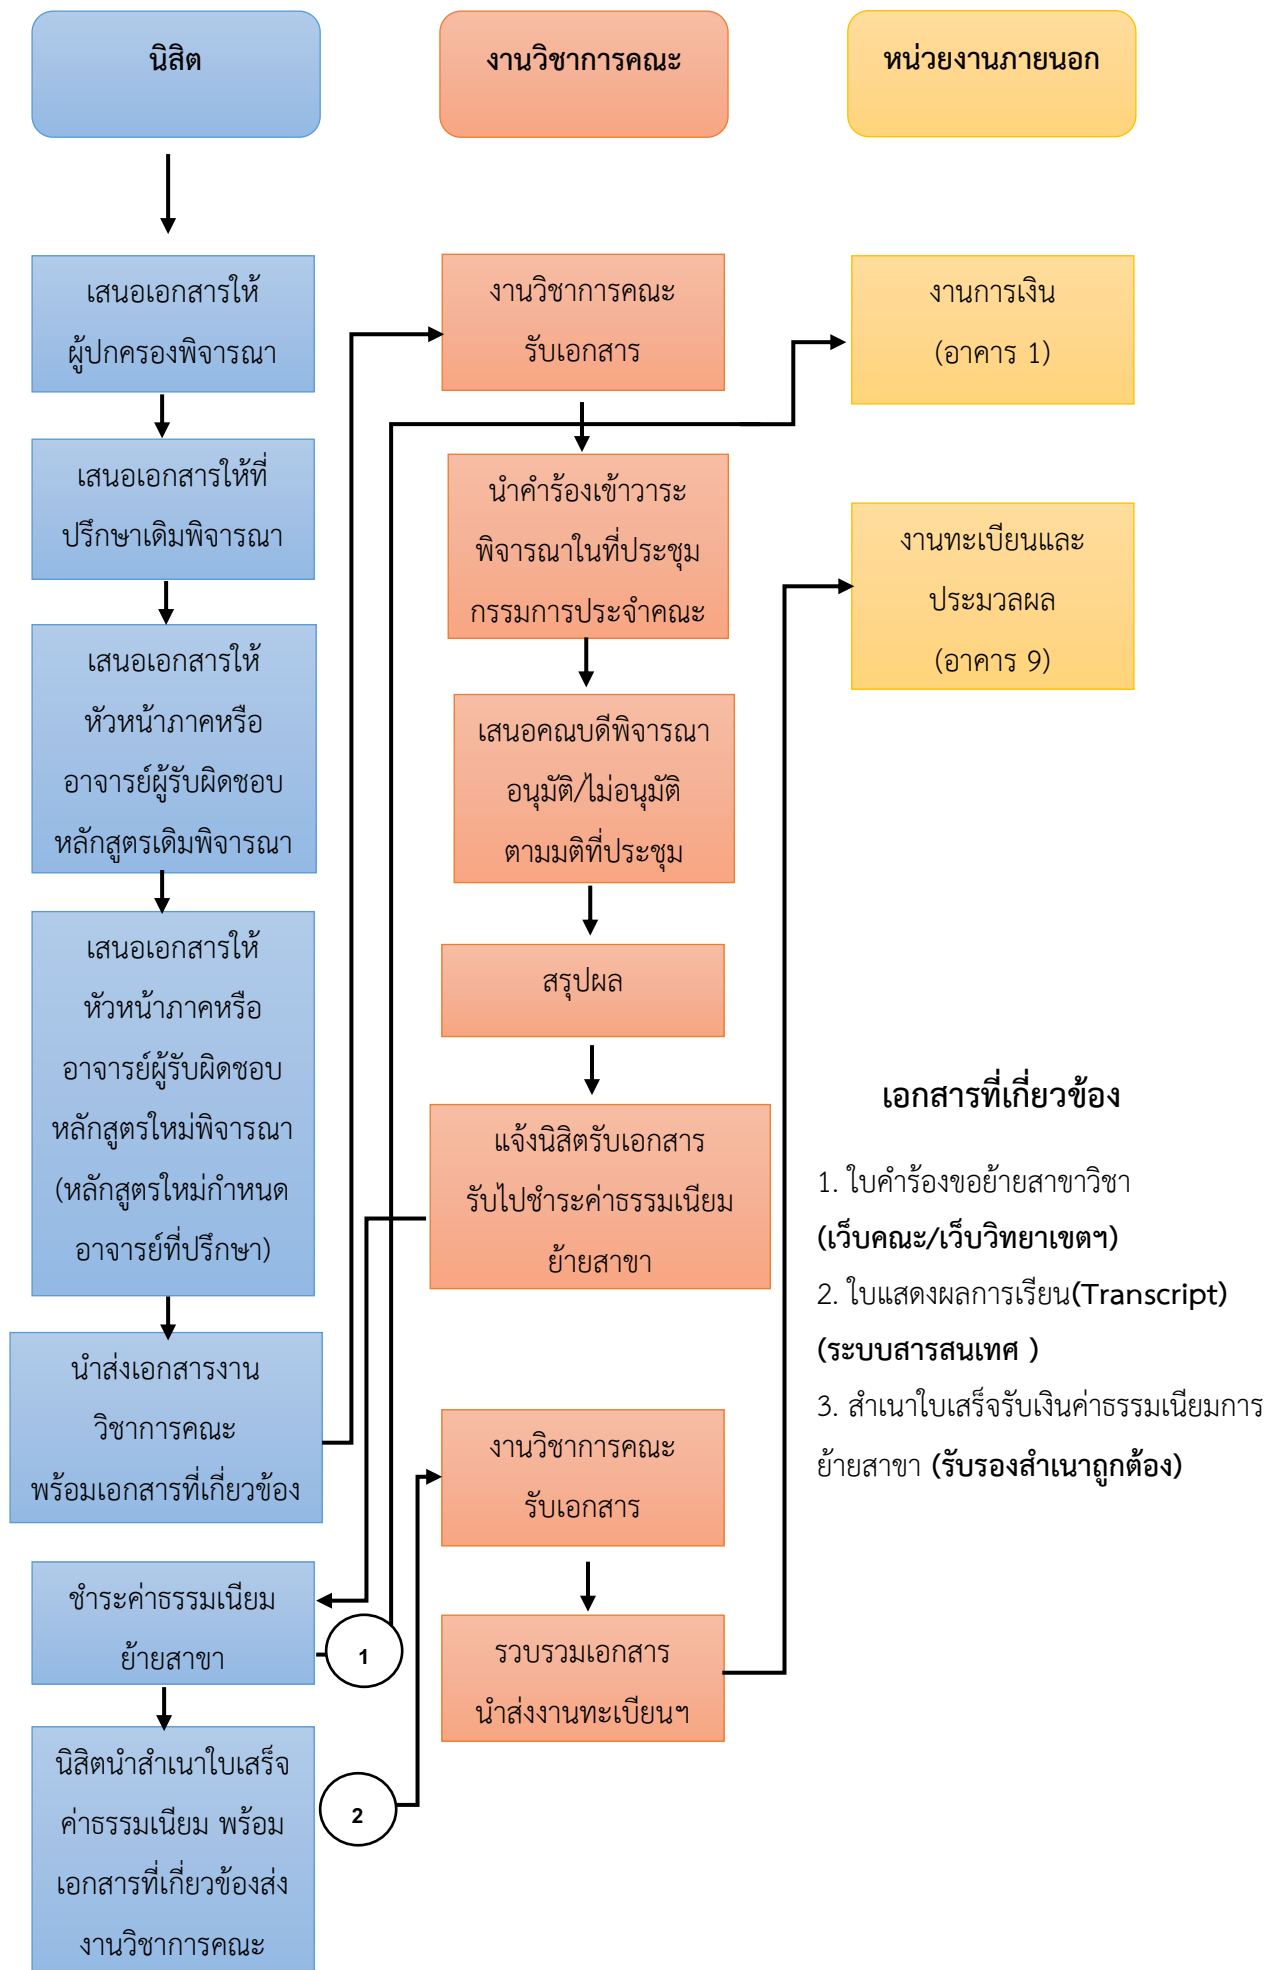 นิสิต
งานวิชาการคณะ
หน่วยงานภายนอก
เสนอเอกสารให้
ผู้ปกครองพิจารณา
เสนอเอกสารให้ที่
ปรึกษาเดิมพิจารณา
เสนอเอกสารให้
หัวหน้าภาคหรือ
อาจารย์ผู้รับผิดชอบ
หลักสูตรเดิมพิจารณา
เสนอเอกสารให้
หัวหน้าภาคหรือ
อาจารย์ผู้รับผิดชอบ
หลักสูตรใหม่พิจารณา
(หลักสูตรใหม่กำหนด
อาจารย์ที่ปรึกษา)
นำส่งเอกสารงาน
วิชาการคณะ
พร้อมเอกสารที่เกี่ยวข้อง
ชำระค่าธรรมเนียม
ย้ายสาขา
1
นิสิตนำสำเนาใบเสร็จ
ค่าธรรมเนียม พร้อม
เอกสารที่เกี่ยวข้องส่ง
งานวิชาการคณะ
2
งานวิชาการคณะ
รับเอกสาร
นำคำร้องเข้าวาระ
พิจารณาในที่ประชุม
กรรมการประจำคณะ
เสนอคณบดีพิจารณา
อนุมัติ/ไม่อนุมัติ
ตามมติที่ประชุม
สรุปผล
แจ้งนิสิตรับเอกสาร
รับไปชำระค่าธรรมเนียม
ย้ายสาขา
งานวิชาการคณะ
รับเอกสาร
รวบรวมเอกสาร
นำส่งงานทะเบียนฯ
งานการเงิน
(อาคาร 1)
งานทะเบียนและ
ประมวลผล
(อาคาร 9)
เอกสารที่เกี่ยวข้อง
1. ใบคำร้องขอย้ายสาขาวิชา
(เว็บคณะ/เว็บวิทยาเขตฯ)
2. ใบแสดงผลการเรียน(Transcript)
(ระบบสารสนเทศ )
3. สำเนาใบเสร็จรับเงินค่าธรรมเนียมการ
ย้ายสาขา (รับรองสำเนาถูกต้อง)